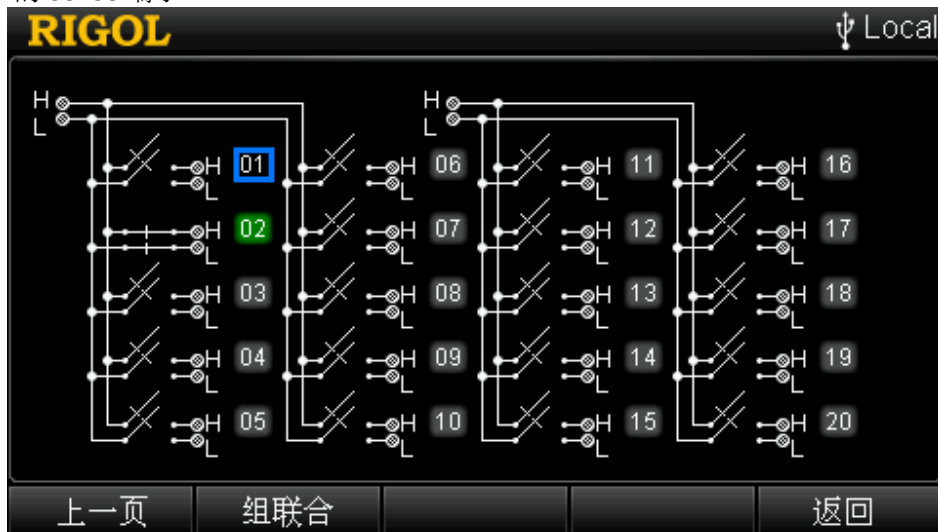 RIGOL Local
H H
L L
H 01 H 06 H 11 H 16
L L L L
H 02 H 07 H 12 H 17
L L L L
H 03 H 08 H 13 H 18
L L L L
H 04 H 09 H 14 H 19
L L L L
H 05 H 10 H 15 H 20
L L L L
上一页 组联合 返回